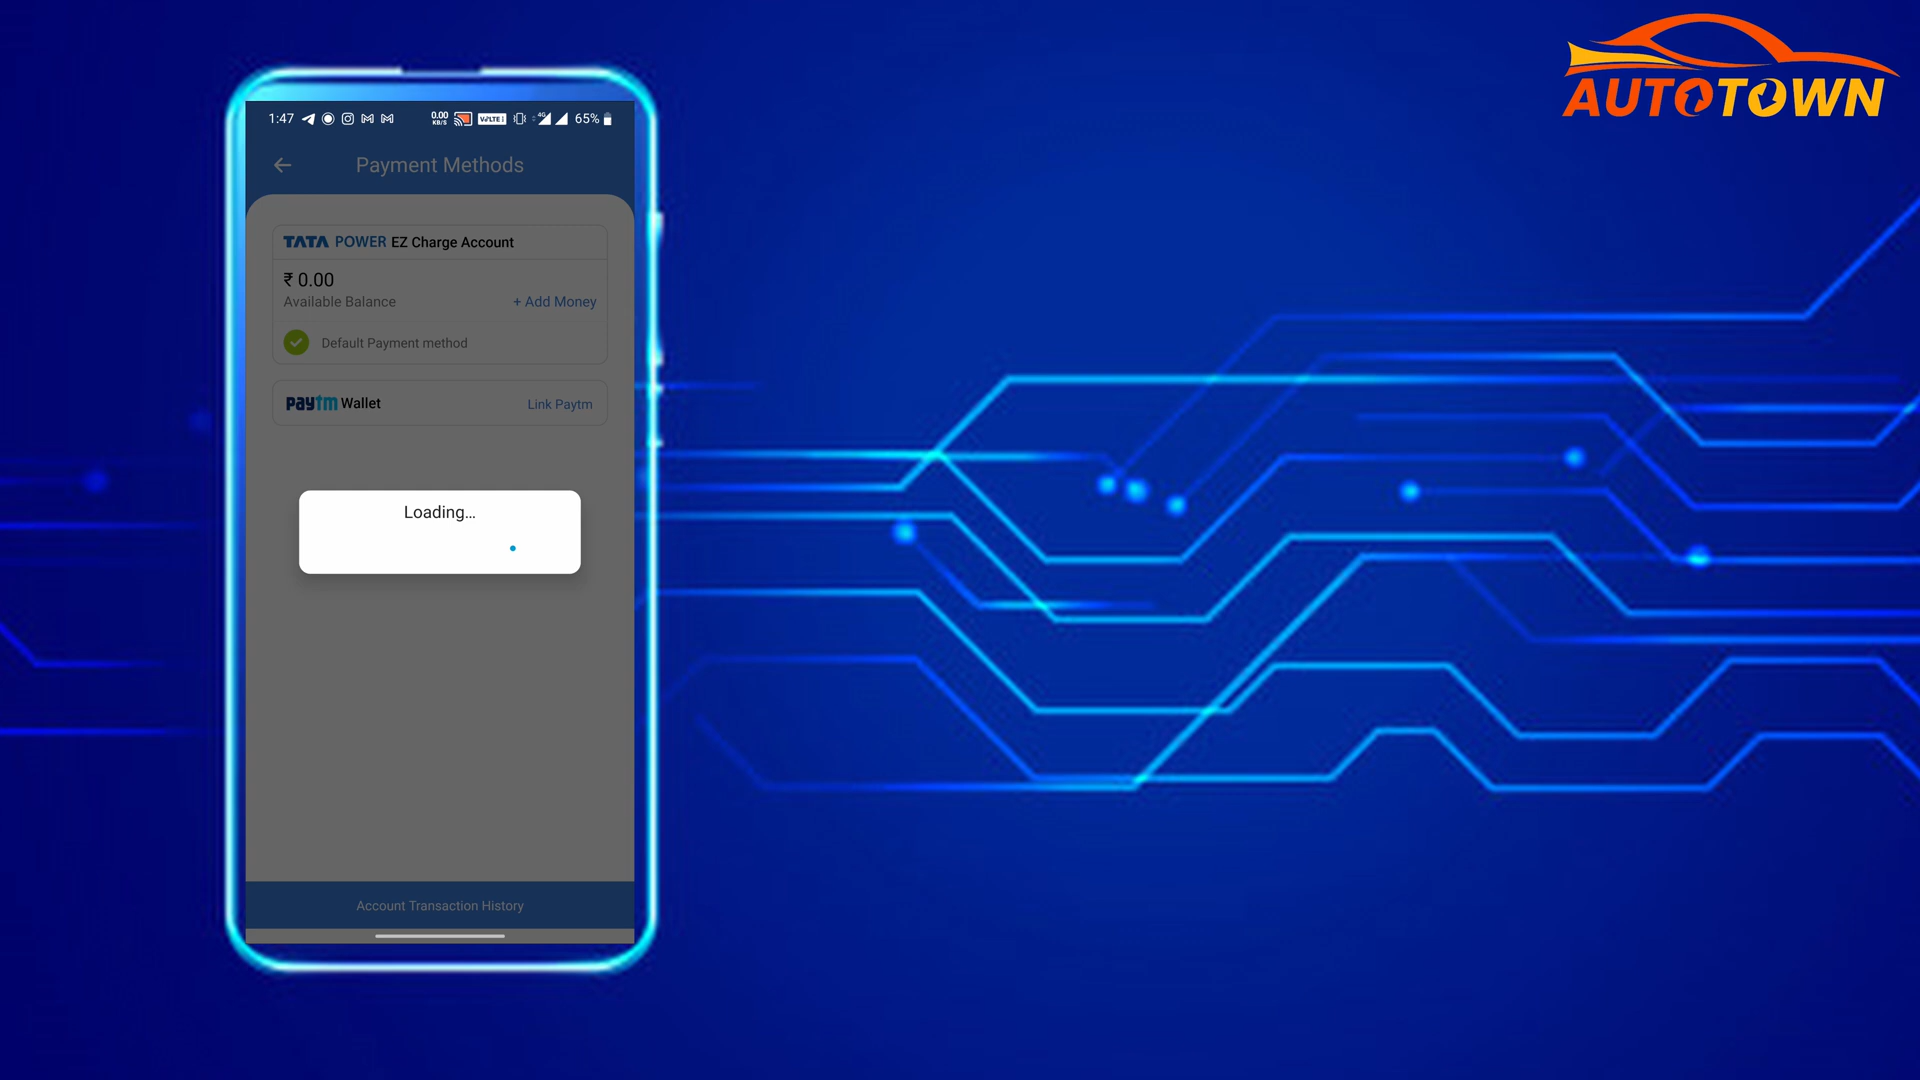 AUTOTOWN
1:47 0.00 KB/S VoLTE 4G 65%
Payment Methods
TATA POWER EZ Charge Account
₹ 0.00
Available Balance + Add Money
Default Payment method
paytm Wallet Link Paytm
Loading...
Account Transaction History